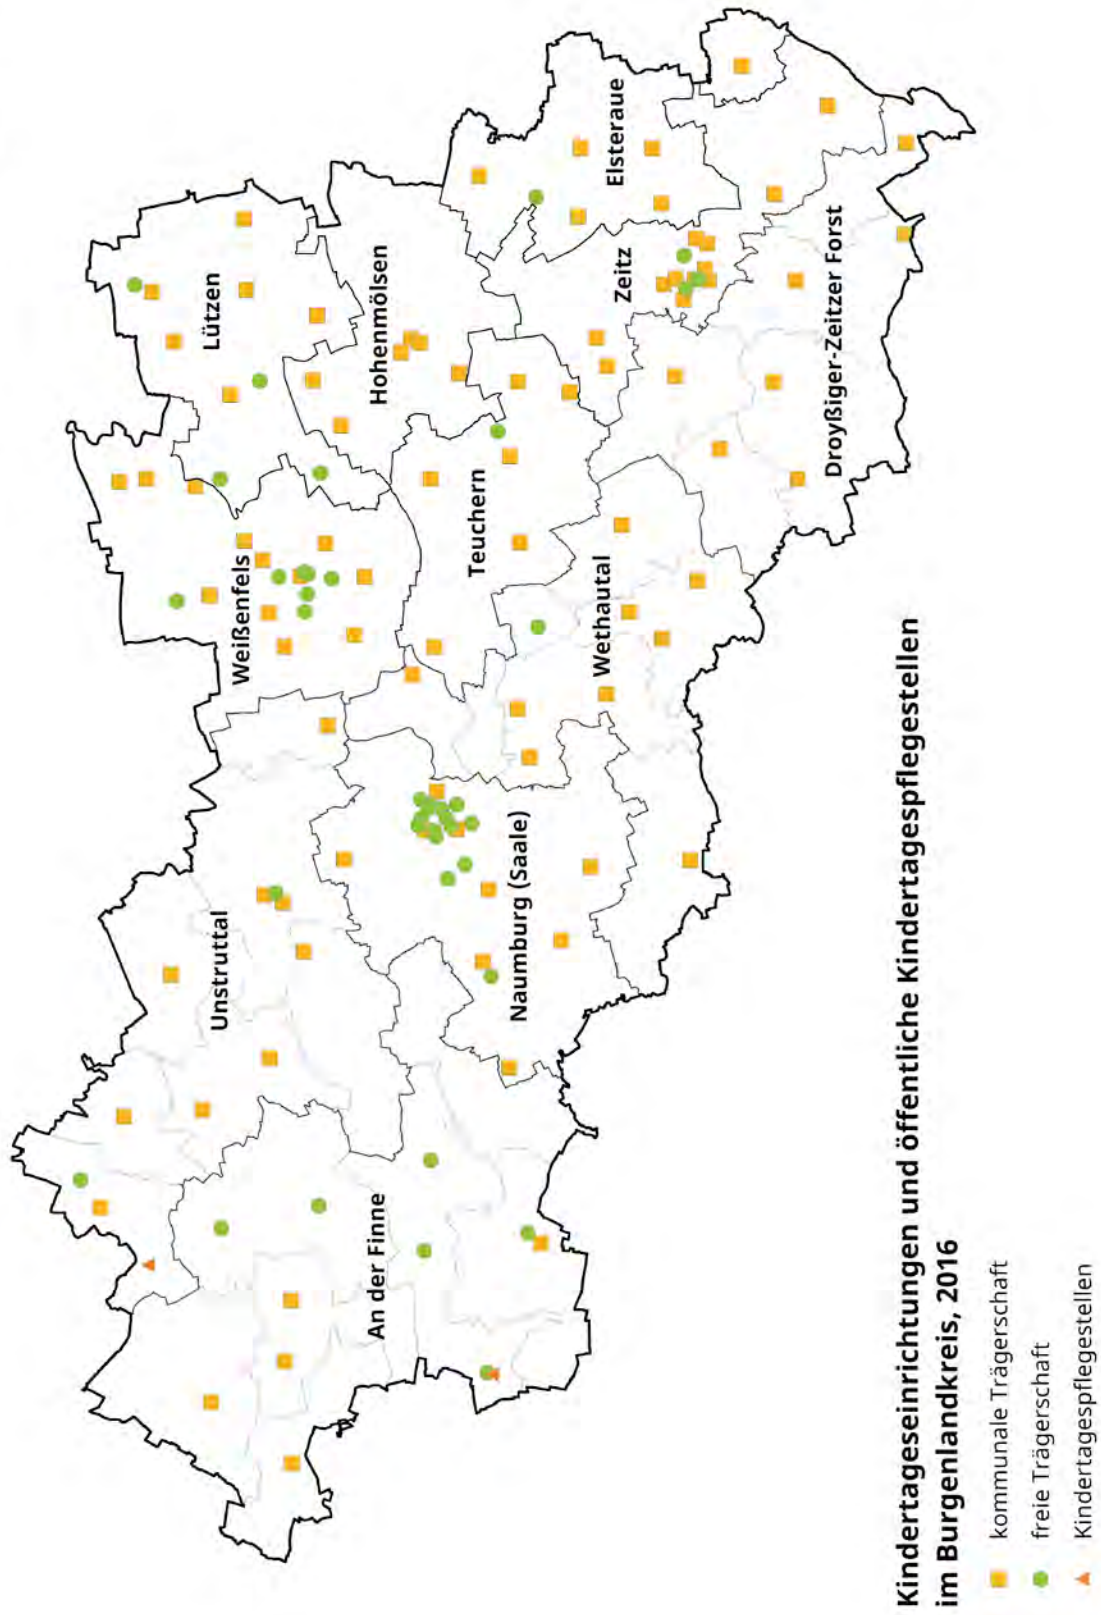 Lützen
Elsteraue
Hohenmölsen
Zeitz
Weißenfels
Teuchern
Droyßiger-Zeitzer Forst
Wethautal
Unstruttal
Naumburg (Saale)
An der Finne
Kindertageseinrichtungen und öffentliche Kindertagespflegestellen
im Burgenlandkreis, 2016
kommunale Trägerschaft
freie Trägerschaft
Kindertagespflegestellen